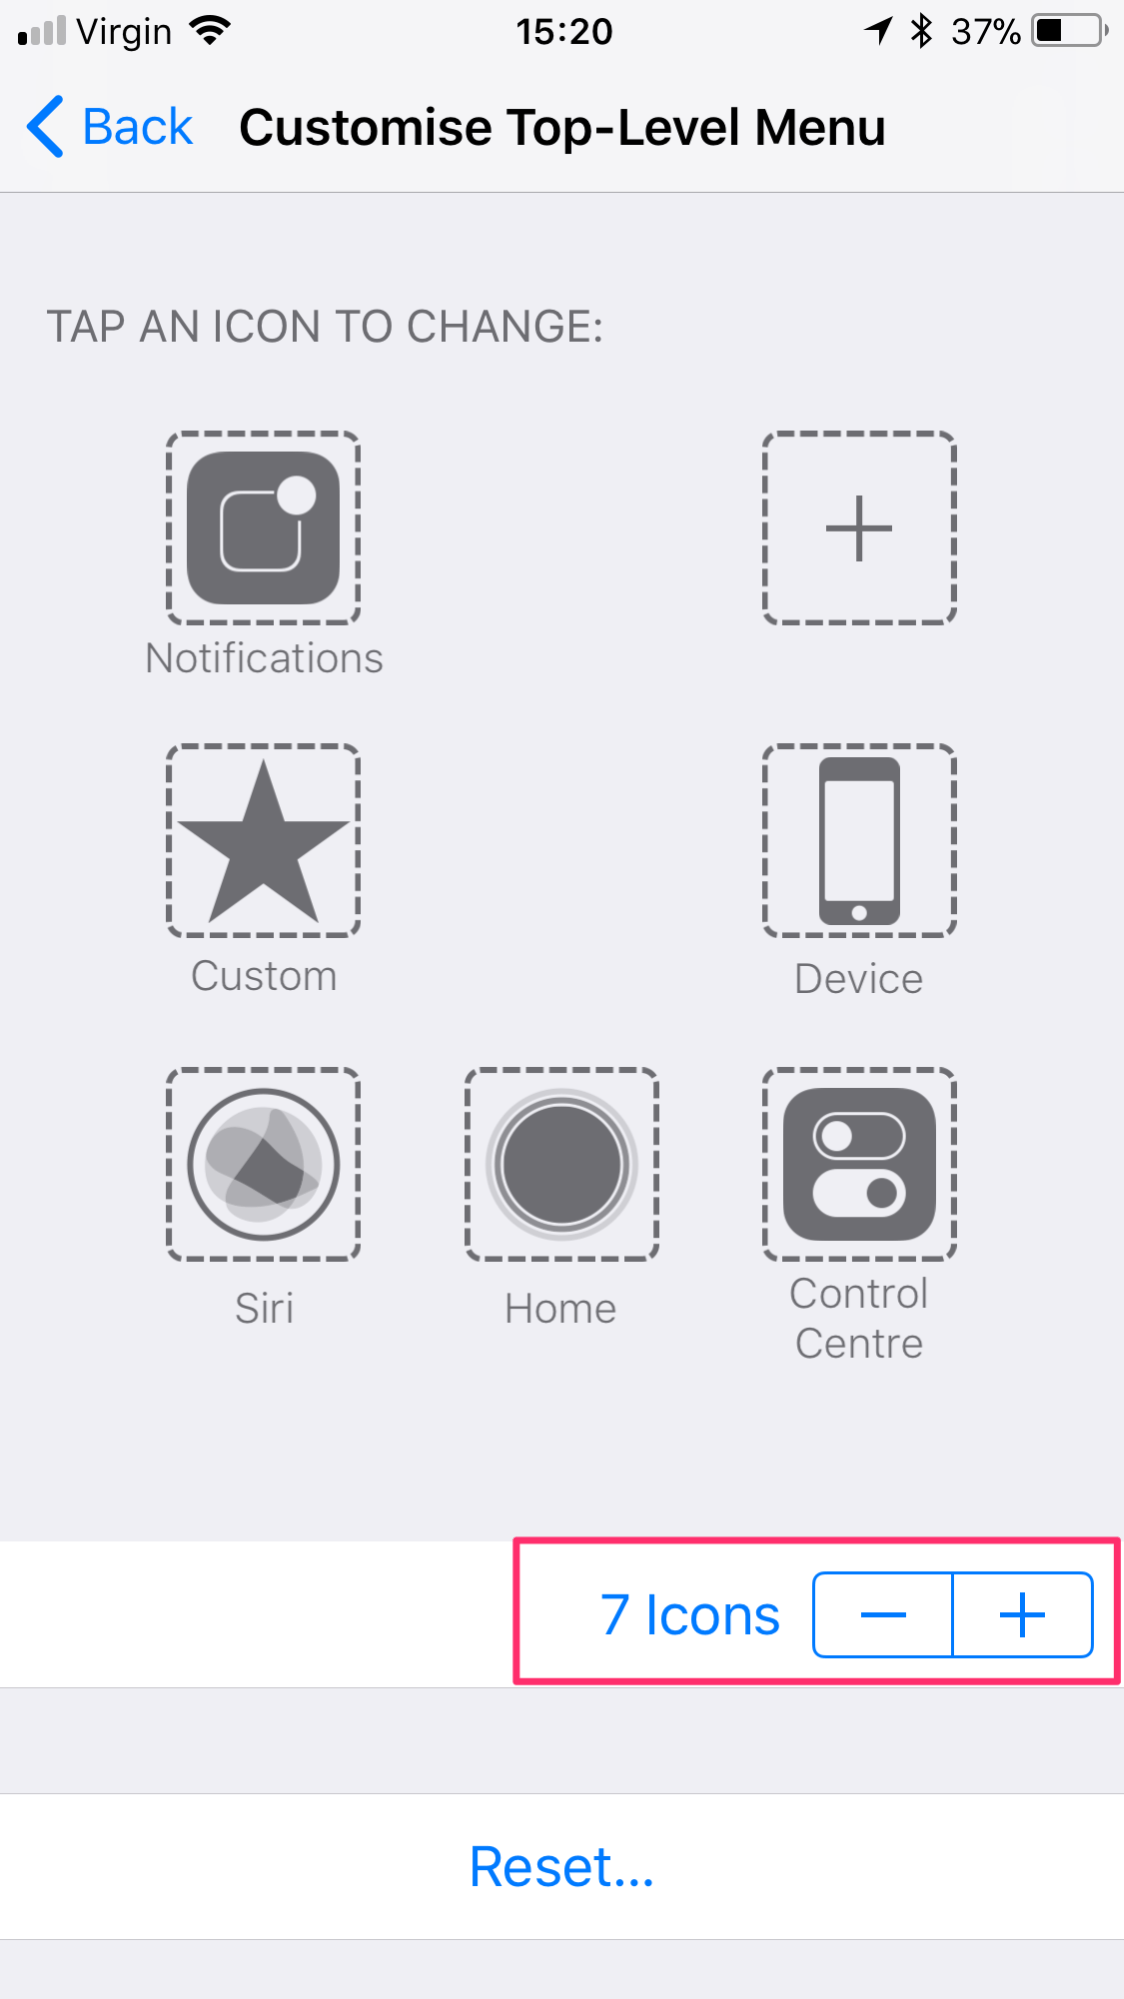 Virgin
15:20
37%
Back
Customise Top-Level Menu
TAP AN ICON TO CHANGE:
Notifications
Custom
Device
Siri
Home
Control
Centre
7 Icons
Reset...